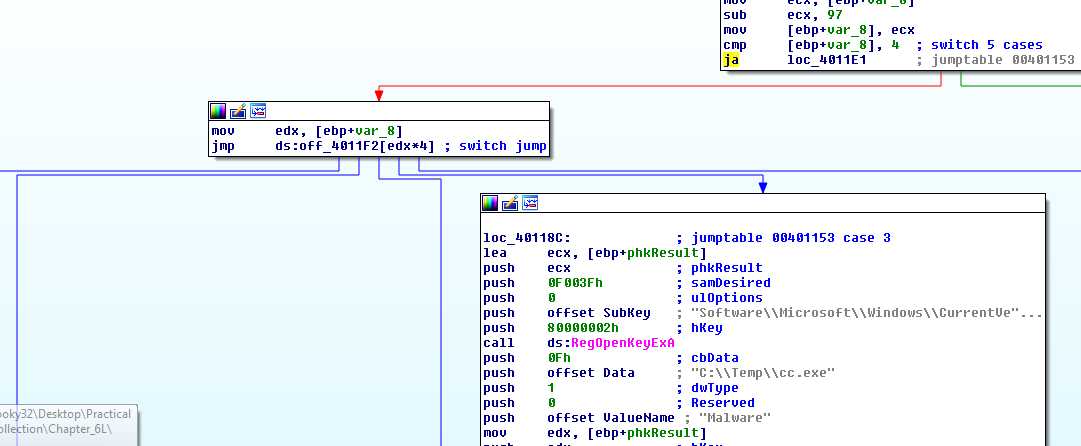 mov ecx, [ebp+var_8]
sub ecx, 97
mov [ebp+var_8], ecx
cmp [ebp+var_8], 4 ; switch 5 cases
ja loc_4011E1 ; jumptable 00401153
mov edx, [ebp+var_8]
jmp ds:off_4011F2[edx*4] ; switch jump
loc_40118C: ; jumptable 00401153 case 3
lea ecx, [ebp+phkResult]
push ecx ; phkResult
push 0F003Fh ; samDesired
push 0 ; ulOptions
push offset SubKey ; "Software\\Microsoft\\Windows\\CurrentVe"...
push 80000002h ; hKey
call ds:RegOpenKeyExA
push 0Fh ; cbData
push offset Data ; "C:\\Temp\\cc.exe"
push 1 ; dwType
push 0 ; Reserved
push offset ValueName ; "Malware"
mov edx, [ebp+phkResult]
ooky32\Desktop\Practical
ollection\Chapter_6L\